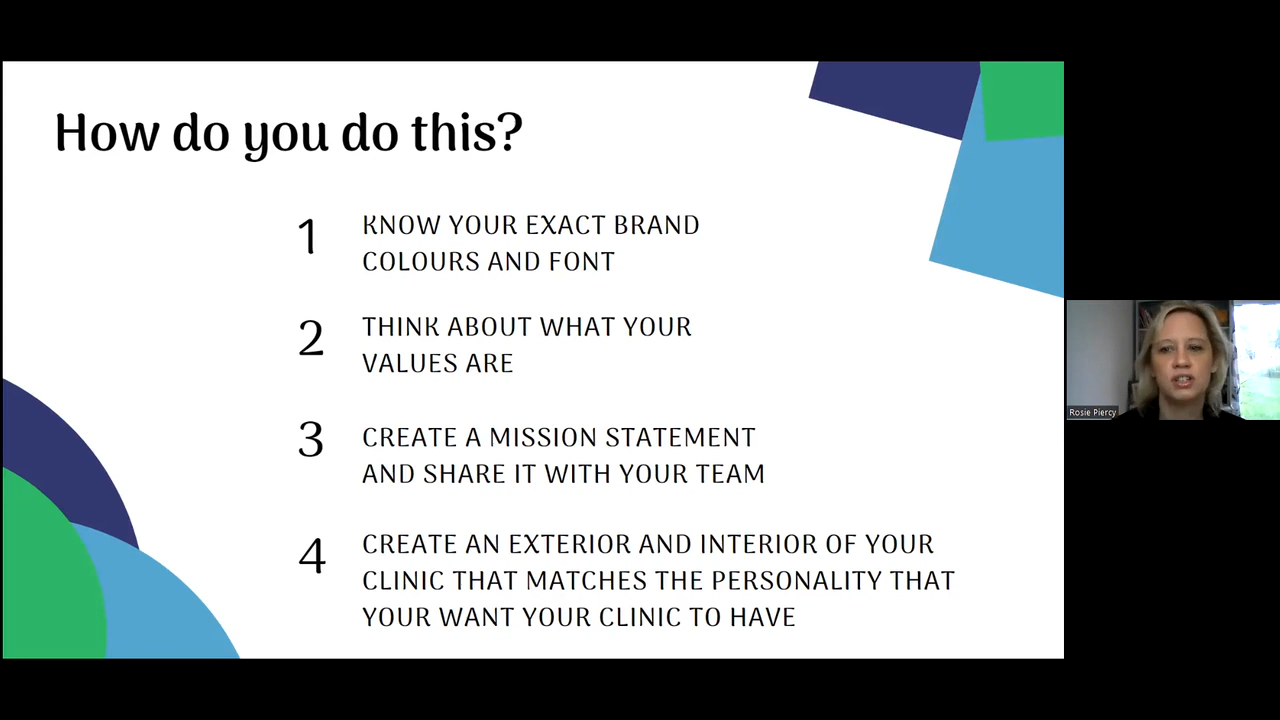 How do you do this?
1
KNOW YOUR EXACT BRAND
COLOURS AND FONT
2
THINK ABOUT WHAT YOUR
VALUES ARE
3
CREATE A MISSION STATEMENT
AND SHARE IT WITH YOUR TEAM
4
CREATE AN EXTERIOR AND INTERIOR OF YOUR
CLINIC THAT MATCHES THE PERSONALITY THAT
YOUR WANT YOUR CLINIC TO HAVE
Rosie Piercy